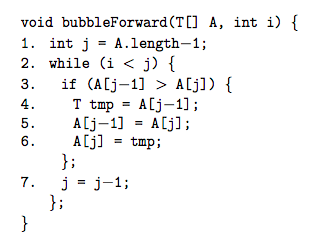 void bubbleForward(T[] A, int i) {
1. int j = A.length−1;
2. while (i < j) {
3. if (A[j−1] > A[j]) {
4. T tmp = A[j−1];
5. A[j−1] = A[j];
6. A[j] = tmp;
};
7. j = j−1;
};
}